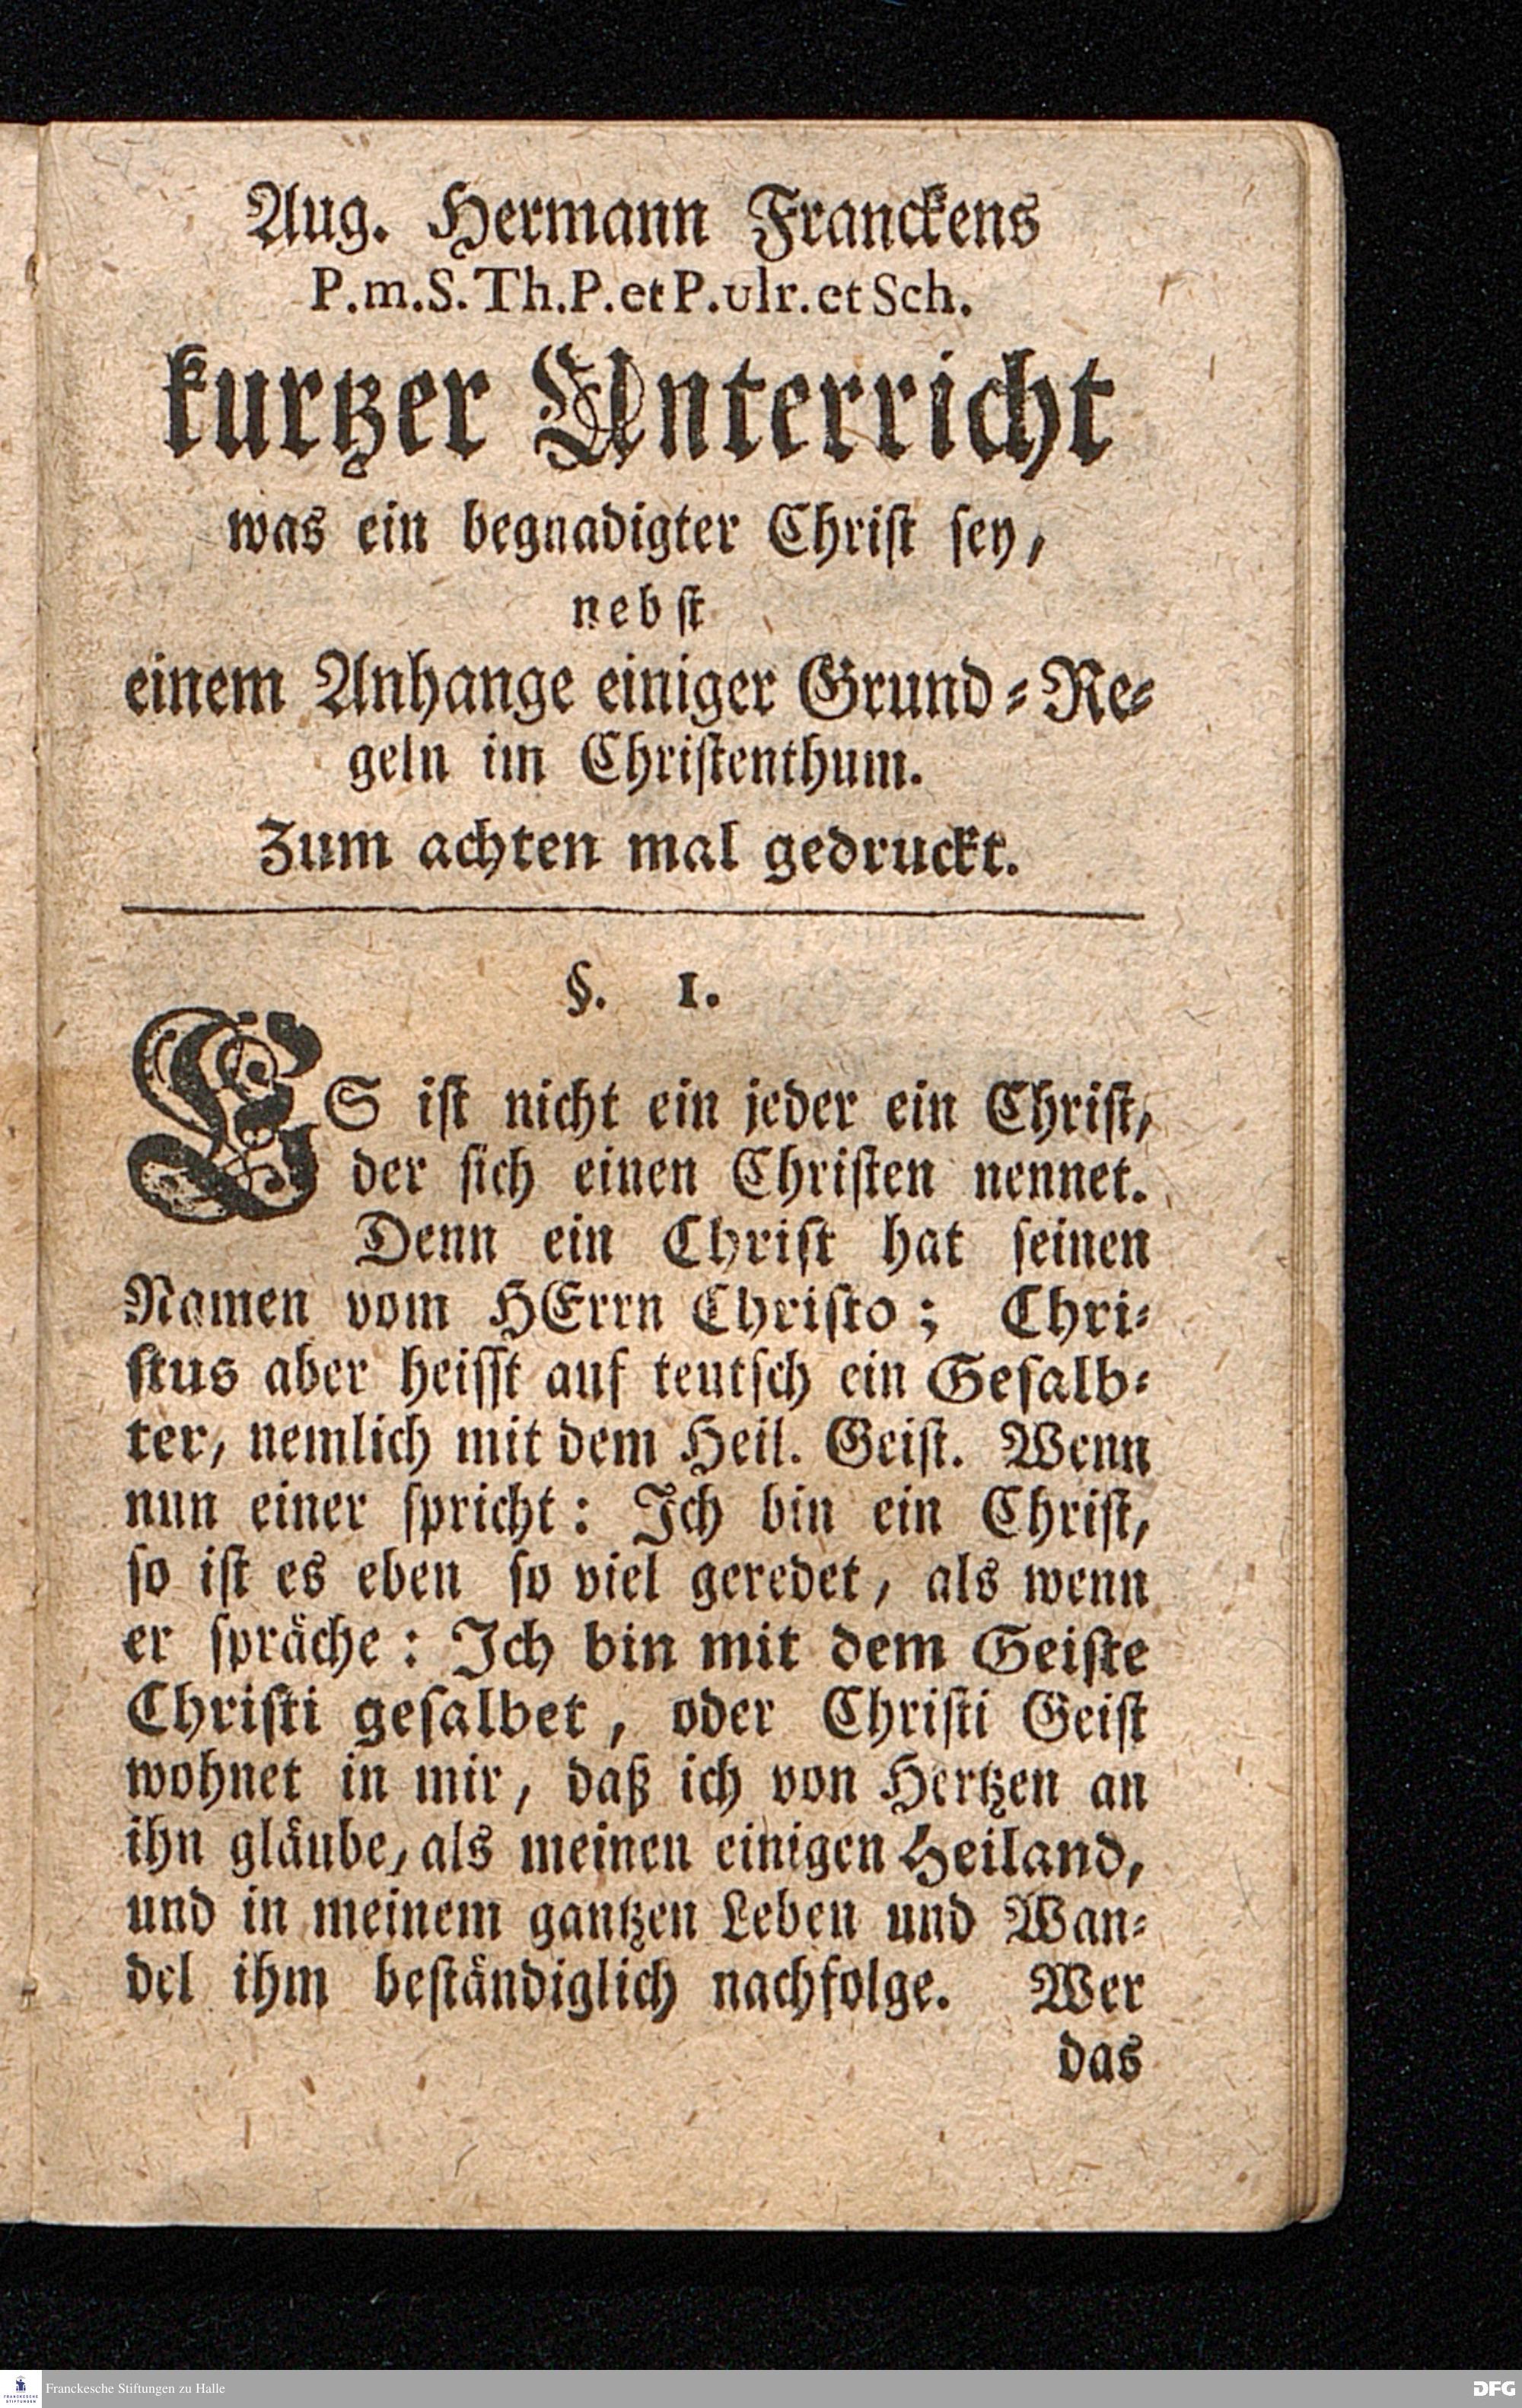 Aug. Hermann Franckens
P.m.S.Th.P.et P.ulr.et Sch.
kurtzer Unterricht
was ein begnadigter Chriſt ſey,
nebſt
einem Anhange einiger Grund-Re-
geln im Chriſtenthum.
Zum achten mal gedruckt.
§. 1.
ES iſt nicht ein jeder ein Chriſt,
der ſich einen Chriſten nennet.
Denn ein Chriſt hat ſeinen
Namen vom HErrn Chriſto; Chri-
ſtus aber heiſſt auf teutſch ein Geſalb-
ter, nemlich mit dem Heil. Geiſt. Wenn
nun einer ſpricht: Ich bin ein Chriſt,
ſo iſt es eben ſo viel geredet, als wenn
er ſpräche: Ich bin mit dem Geiſte
Chriſti geſalbet, oder Chriſti Geiſt
wohnet in mir, daß ich von Hertzen an
ihn gläube, als meinen einigen Heiland,
und in meinem gantzen Leben und Wan-
del ihm beſtändiglich nachfolge. Wer
das
Franckesche Stiftungen zu Halle
DFG
FRANCKESCHE
STIFTUNGEN